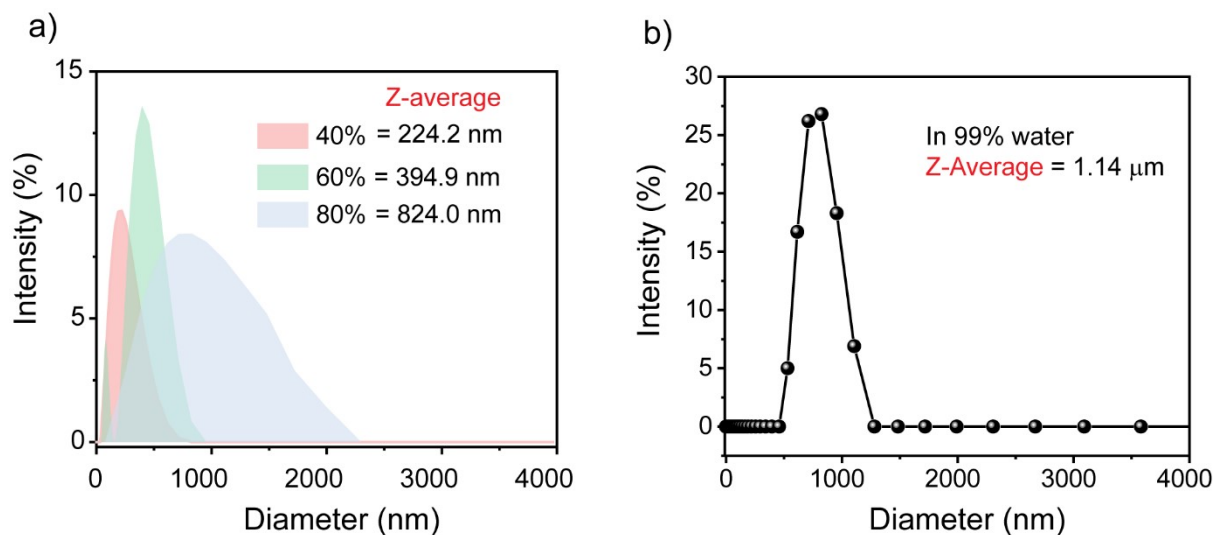 a)
Intensity (%)
15
10
5
0
Z-average
40% = 224.2 nm
60% = 394.9 nm
80% = 824.0 nm
0 1000 2000 3000 4000
Diameter (nm)
b)
Intensity (%)
30
25
20
15
10
5
0
In 99% water
Z-Average = 1.14 μm
0 1000 2000 3000 4000
Diameter (nm)